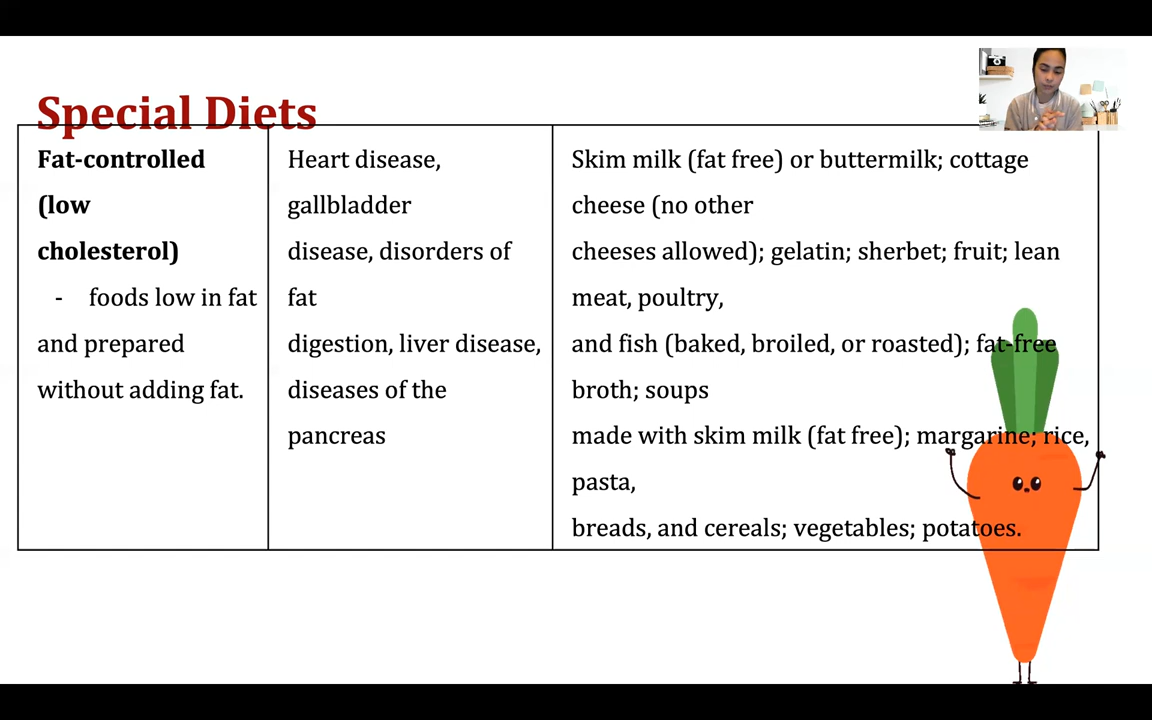 Special Diets
Fat-controlled
(low
cholesterol)
- foods low in fat
and prepared
without adding fat.
Heart disease,
gallbladder
disease, disorders of
fat
digestion, liver disease,
diseases of the
pancreas
Skim milk (fat free) or buttermilk; cottage
cheese (no other
cheeses allowed); gelatin; sherbet; fruit; lean
meat, poultry,
and fish (baked, broiled, or roasted); fat-free
broth; soups
made with skim milk (fat free); margarine; rice,
pasta,
breads, and cereals; vegetables; potatoes.